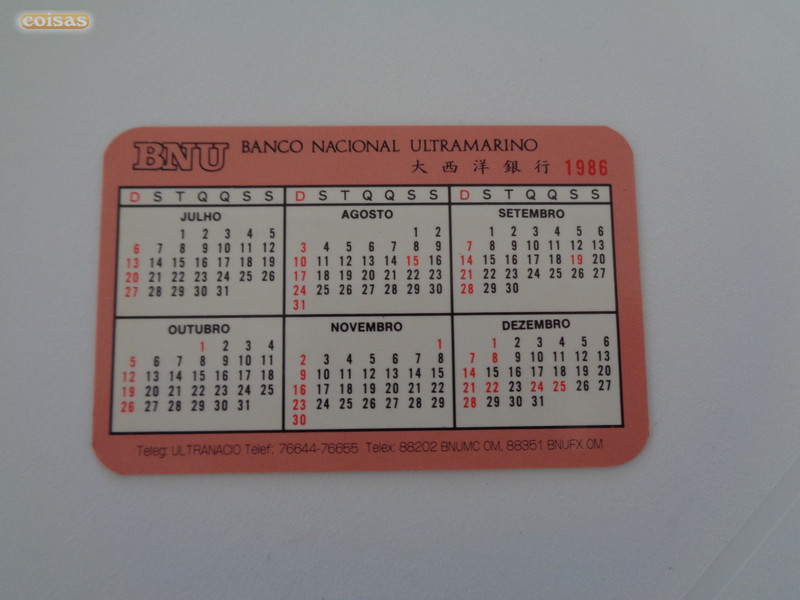 coisas
BNU BANCO NACIONAL ULTRAMARINO
大西洋銀行 1986
D S T Q Q S S D S T Q Q S S D S T Q Q S S
JULHO
1 2 3 4 5
6 7 8 9 10 11 12
13 14 15 16 17 18 19
20 21 22 23 24 25 26
27 28 29 30 31
AGOSTO
1 2
3 4 5 6 7 8 9
10 11 12 13 14 15 16
17 18 19 20 21 22 23
24 25 26 27 28 29 30
31
SETEMBRO
1 2 3 4 5 6
7 8 9 10 11 12 13
14 15 16 17 18 19 20
21 22 23 24 25 26 27
28 29 30
OUTUBRO
1 2 3 4
5 6 7 8 9 10 11
12 13 14 15 16 17 18
19 20 21 22 23 24 25
26 27 28 29 30 31
NOVEMBRO
1
2 3 4 5 6 7 8
9 10 11 12 13 14 15
16 17 18 19 20 21 22
23 24 25 26 27 28 29
30
DEZEMBRO
1 2 3 4 5 6
7 8 9 10 11 12 13
14 15 16 17 18 19 20
21 22 23 24 25 26 27
28 29 30 31
Teleg: ULTRANACIO Telef: 76644-76655 Telex: 88202 BNUMC OM, 88351 BNUFX OM